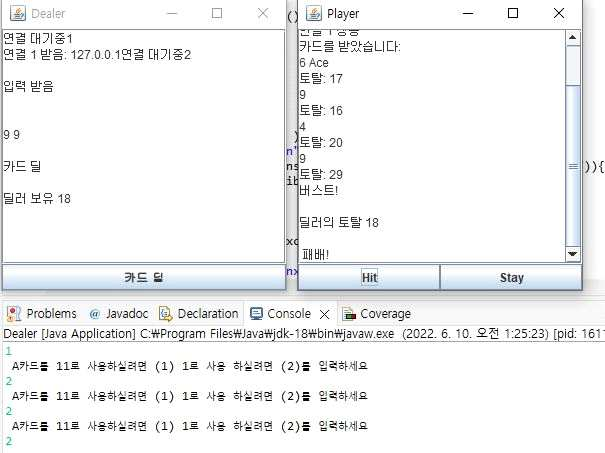 Dealer
연결 대기중1
연결 1 받음: 127.0.0.1연결 대기중2
입력 받음
9 9
카드 딜
딜러 보유 18
카드 딜
Player
카드를 받았습니다:
6 Ace
토탈: 17
9
토탈: 16
4
토탈: 20
9
토탈: 29
버스트!
딜러의 토탈 18
패배!
Hit
Stay
Problems
Javadoc
Declaration
Console
Coverage
Dealer [Java Application] C:₩Program Files₩Java₩jdk-18₩bin₩javaw.exe (2022. 6. 10. 오전 1:25:23) [pid: 161
1
A카드를 11로 사용하실려면 (1) 1로 사용 하실려면 (2)를 입력하세요
2
A카드를 11로 사용하실려면 (1) 1로 사용 하실려면 (2)를 입력하세요
2
A카드를 11로 사용하실려면 (1) 1로 사용 하실려면 (2)를 입력하세요
2